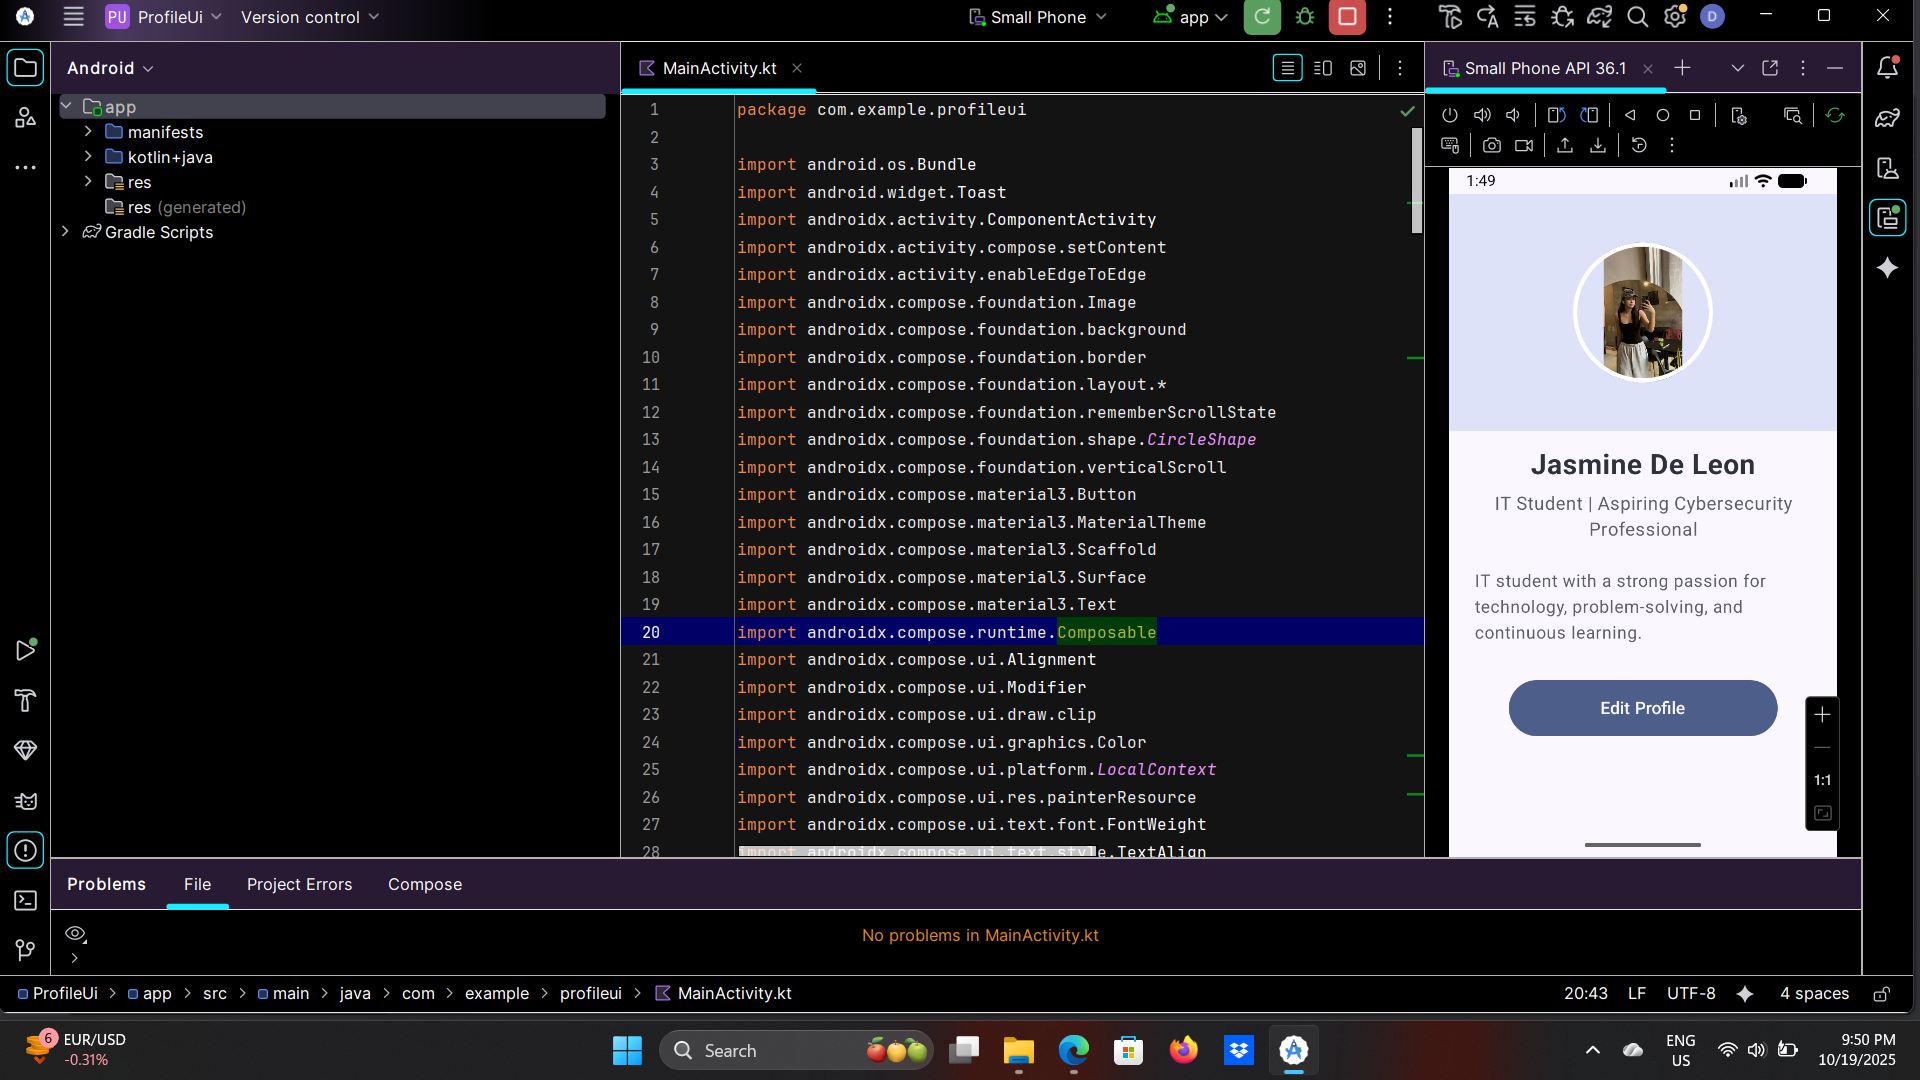 PU ProfileUi Version control Small Phone app D
Android
app
manifests
kotlin+java
res
res (generated)
Gradle Scripts
MainActivity.kt
1 package com.example.profileui
2
3 import android.os.Bundle
4 import android.widget.Toast
5 import androidx.activity.ComponentActivity
6 import androidx.activity.compose.setContent
7 import androidx.activity.enableEdgeToEdge
8 import androidx.compose.foundation.Image
9 import androidx.compose.foundation.background
10 import androidx.compose.foundation.border
11 import androidx.compose.foundation.layout.*
12 import androidx.compose.foundation.rememberScrollState
13 import androidx.compose.foundation.shape.CircleShape
14 import androidx.compose.foundation.verticalScroll
15 import androidx.compose.material3.Button
16 import androidx.compose.material3.MaterialTheme
17 import androidx.compose.material3.Scaffold
18 import androidx.compose.material3.Surface
19 import androidx.compose.material3.Text
20 import androidx.compose.runtime.Composable
21 import androidx.compose.ui.Alignment
22 import androidx.compose.ui.Modifier
23 import androidx.compose.ui.draw.clip
24 import androidx.compose.ui.graphics.Color
25 import androidx.compose.ui.platform.LocalContext
26 import androidx.compose.ui.res.painterResource
27 import androidx.compose.ui.text.font.FontWeight
28 import androidx.compose.ui.text.style.TextAlign
Small Phone API 36.1
1:49
Jasmine De Leon
IT Student | Aspiring Cybersecurity
Professional
IT student with a strong passion for
technology, problem-solving, and
continuous learning.
Edit Profile
1:1
Problems File Project Errors Compose
No problems in MainActivity.kt
ProfileUi > app > src > main > java > com > example > profileui > MainActivity.kt
20:43 LF UTF-8 4 spaces
6 EUR/USD
-0.31%
Search
ENG
US
9:50 PM
10/19/2025